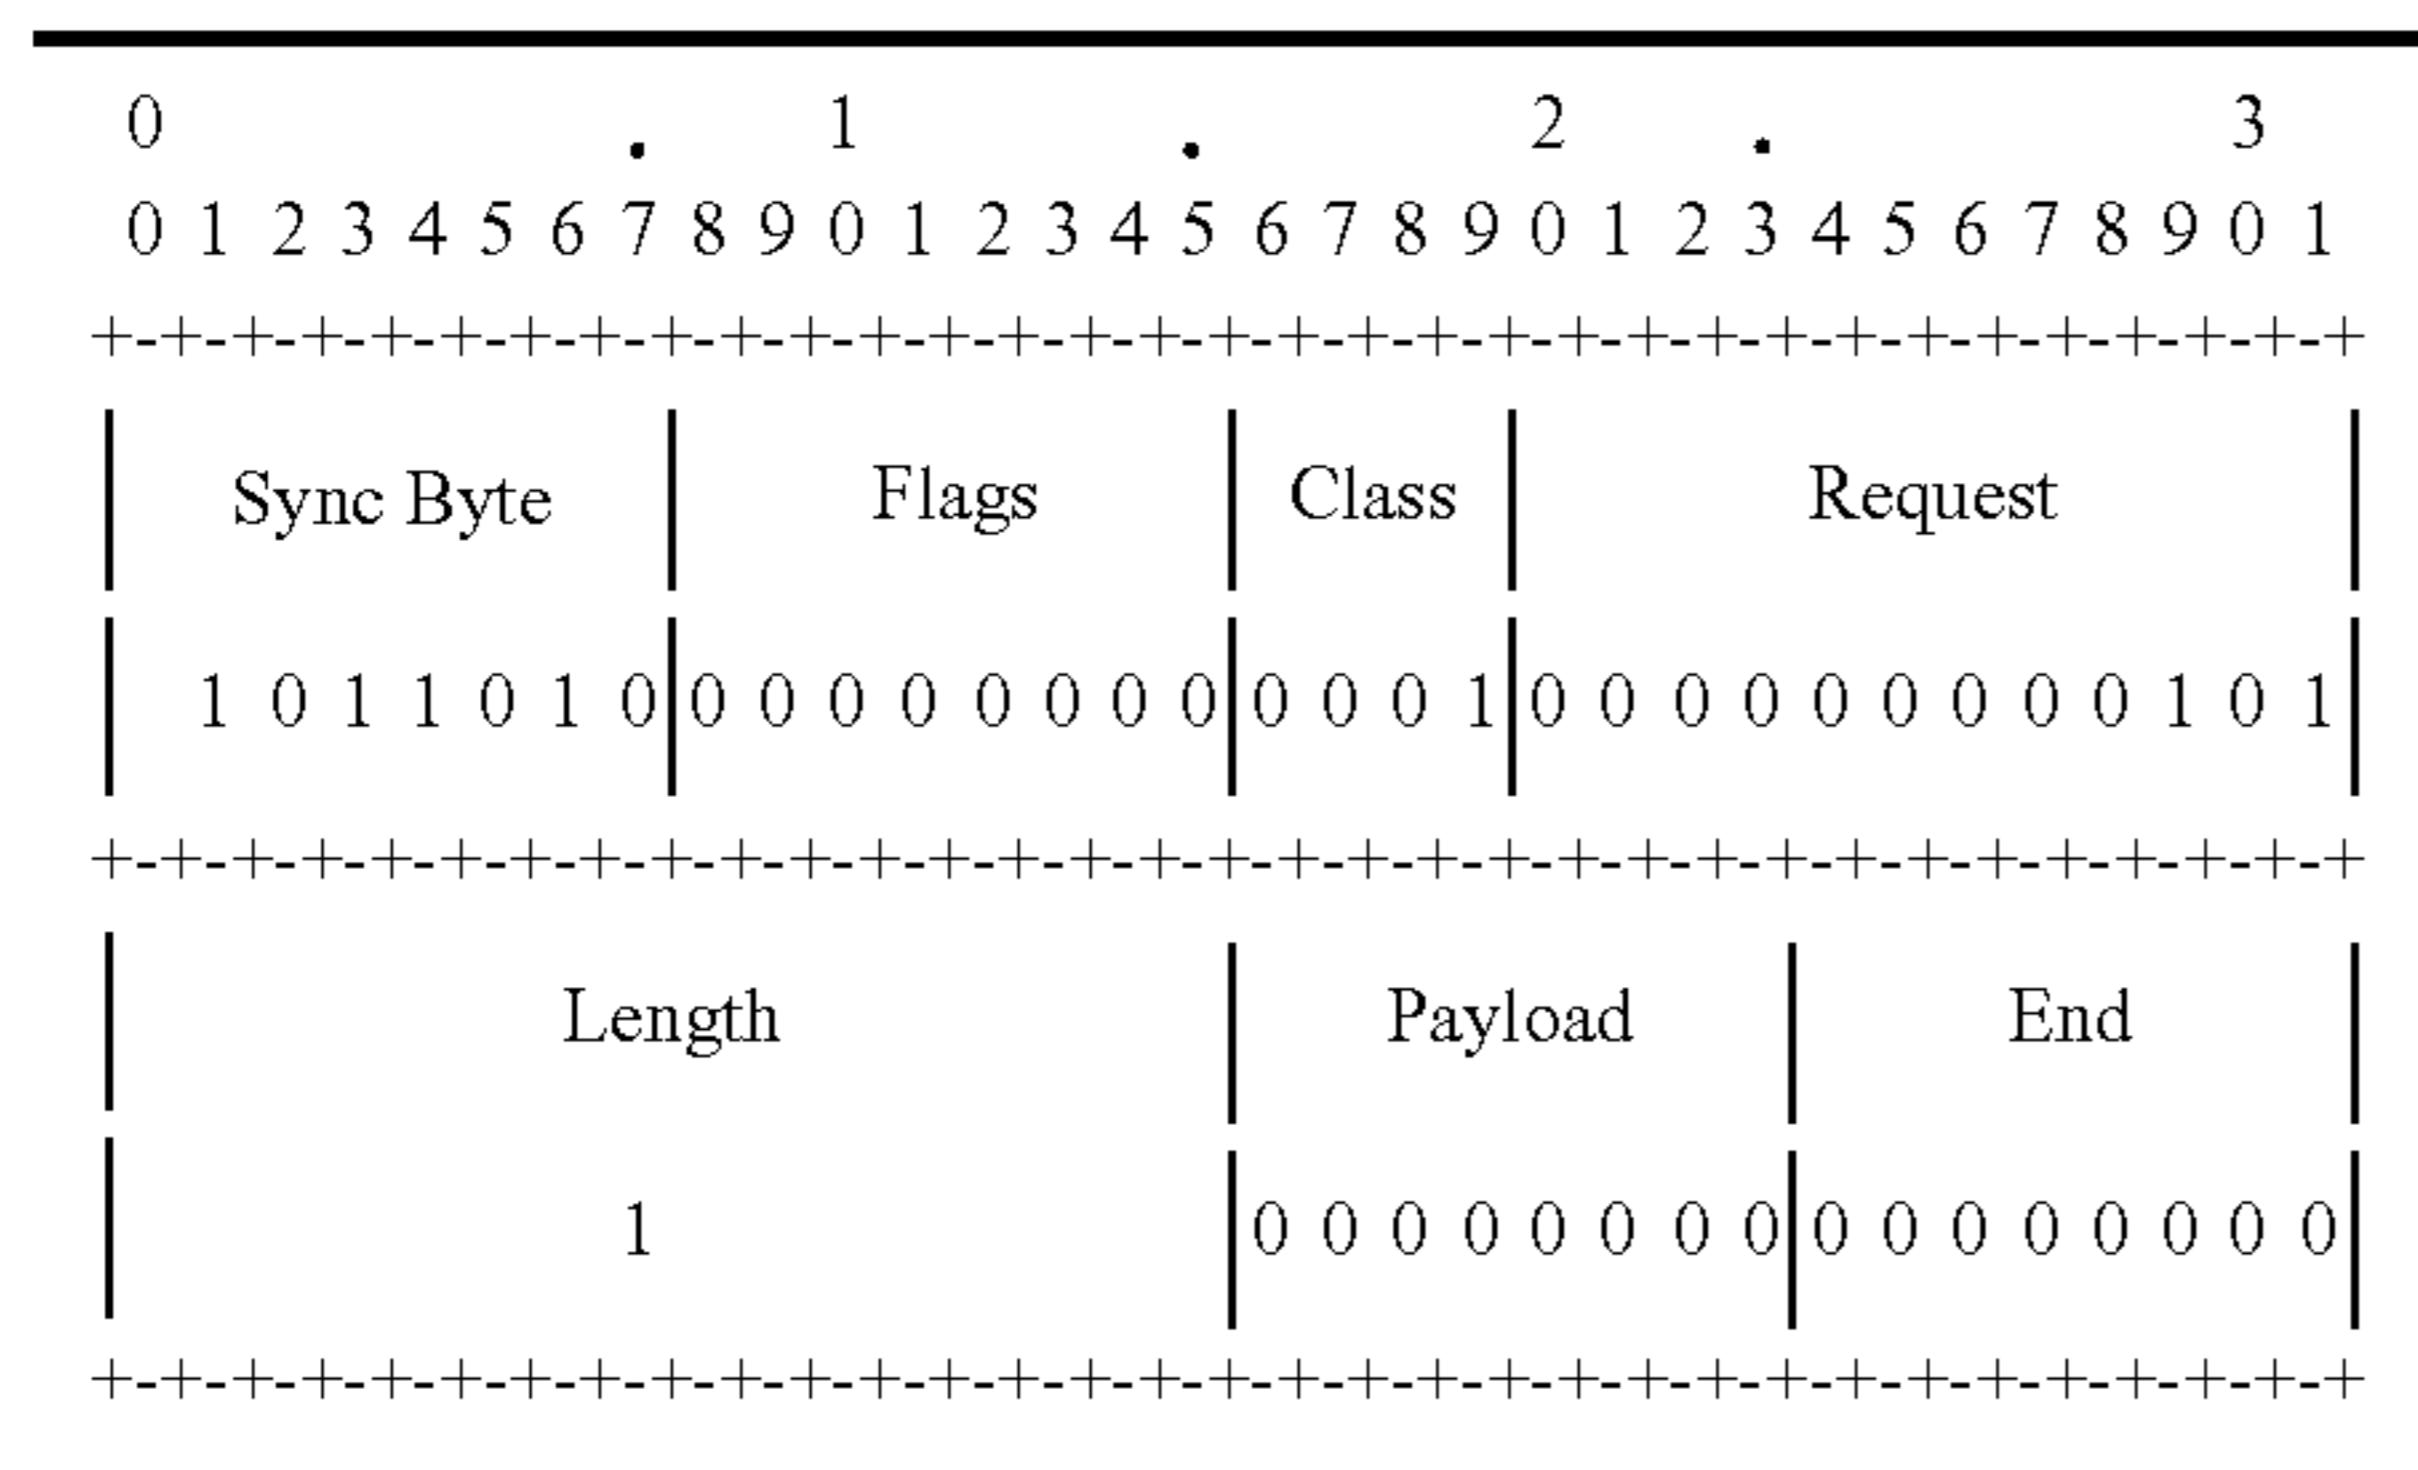 0 . 1 . 2 . 3
0 1 2 3 4 5 6 7 8 9 0 1 2 3 4 5 6 7 8 9 0 1 2 3 4 5 6 7 8 9 0 1
+-+-+-+-+-+-+-+-+-+-+-+-+-+-+-+-+-+-+-+-+-+-+-+-+-+-+-+-+-+-+-+-+
| Sync Byte | Flags | Class | Request |
| 1 0 1 1 0 1 0|0 0 0 0 0 0 0 0|0 0 0 1|0 0 0 0 0 0 0 0 0 1 0 1|
+-+-+-+-+-+-+-+-+-+-+-+-+-+-+-+-+-+-+-+-+-+-+-+-+-+-+-+-+-+-+-+-+
| Length | Payload | End |
| 1 |0 0 0 0 0 0 0 0|0 0 0 0 0 0 0 0|
+-+-+-+-+-+-+-+-+-+-+-+-+-+-+-+-+-+-+-+-+-+-+-+-+-+-+-+-+-+-+-+-+